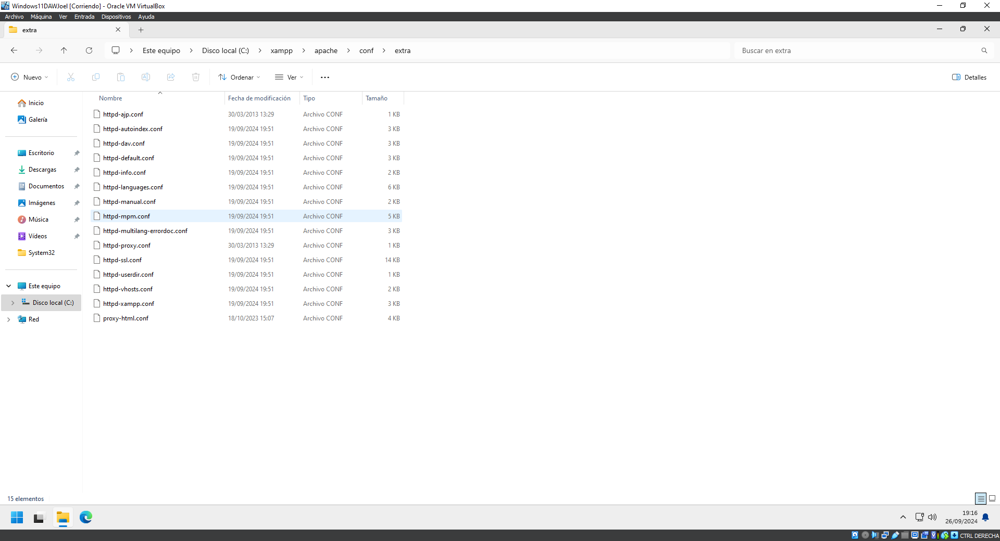 Windows11DAWJoel [Corriendo] - Oracle VM VirtualBox
Archivo Máquina Ver Entrada Dispositivos Ayuda
extra
Este equipo > Disco local (C:) > xampp > apache > conf > extra
Buscar en extra
Nuevo Ordenar Ver Detalles
Nombre Fecha de modificación Tipo Tamaño
Inicio
Galería
Escritorio
Descargas
Documentos
Imágenes
Música
Vídeos
System32
Este equipo
Disco local (C:)
Red
httpd-ajp.conf 30/03/2013 13:29 Archivo CONF 1 KB
httpd-autoindex.conf 19/09/2024 19:51 Archivo CONF 3 KB
httpd-dav.conf 19/09/2024 19:51 Archivo CONF 3 KB
httpd-default.conf 19/09/2024 19:51 Archivo CONF 3 KB
httpd-info.conf 19/09/2024 19:51 Archivo CONF 2 KB
httpd-languages.conf 19/09/2024 19:51 Archivo CONF 6 KB
httpd-manual.conf 19/09/2024 19:51 Archivo CONF 2 KB
httpd-mpm.conf 19/09/2024 19:51 Archivo CONF 5 KB
httpd-multilang-errordoc.conf 19/09/2024 19:51 Archivo CONF 3 KB
httpd-proxy.conf 30/03/2013 13:29 Archivo CONF 1 KB
httpd-ssl.conf 19/09/2024 19:51 Archivo CONF 14 KB
httpd-userdir.conf 19/09/2024 19:51 Archivo CONF 1 KB
httpd-vhosts.conf 19/09/2024 19:51 Archivo CONF 2 KB
httpd-xampp.conf 19/09/2024 19:51 Archivo CONF 3 KB
proxy-html.conf 18/10/2023 15:07 Archivo CONF 4 KB
15 elementos
19:16
26/09/2024
CTRL DERECHA